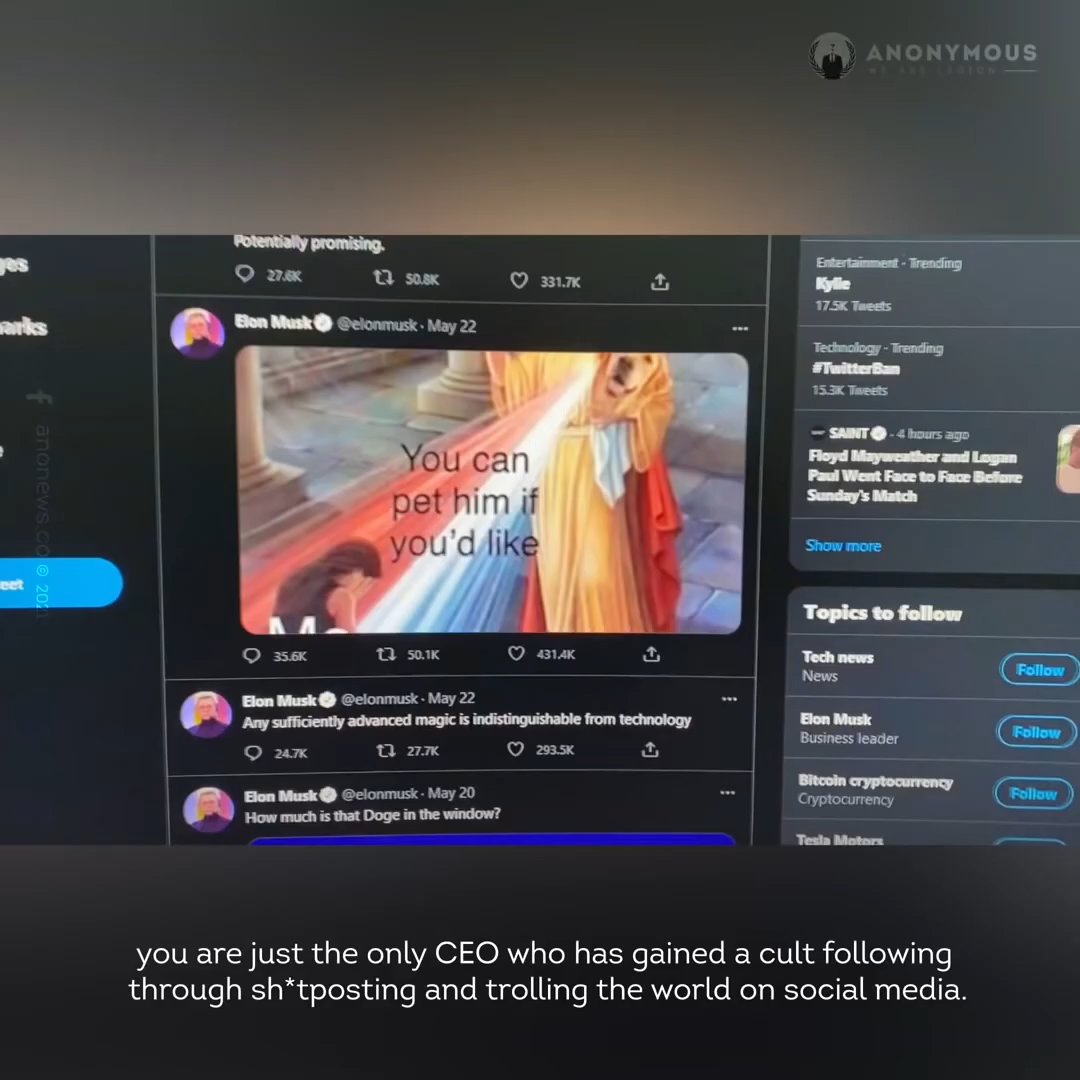 ANONYMOUS
WE ARE LEGION
Potentially promising.
27.6K 50.8K 331.7K
Elon Musk @elonmusk · May 22
You can
pet him if
you'd like
35.6K 50.1K 431.4K
Elon Musk @elonmusk · May 22
Any sufficiently advanced magic is indistinguishable from technology
24.7K 27.7K 293.5K
Elon Musk @elonmusk · May 20
How much is that Doge in the window?
Entertainment · Trending
Kylie
17.5K Tweets
Technology · Trending
#TwitterBan
15.3K Tweets
SAINT · 4 hours ago
Floyd Mayweather and Logan
Paul Went Face to Face Before
Sunday's Match
Show more
Topics to follow
Tech news
News
Follow
Elon Musk
Business leader
Follow
Bitcoin cryptocurrency
Cryptocurrency
Follow
Tesla Motors
anonnews.co
you are just the only CEO who has gained a cult following
through sh*tposting and trolling the world on social media.